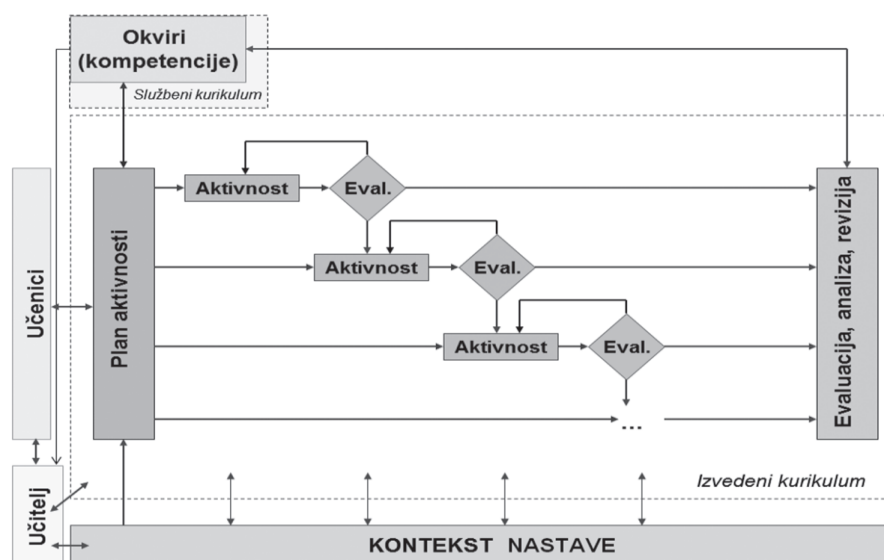 Okviri
(kompetencije)
Službeni kurikulum
Učenici
Plan aktivnosti
Aktivnost
Eval.
Aktivnost
Eval.
Aktivnost
Eval.
...
Evaluacija, analiza, revizija
Izvedeni kurikulum
Učitelj
KONTEKST NASTAVE